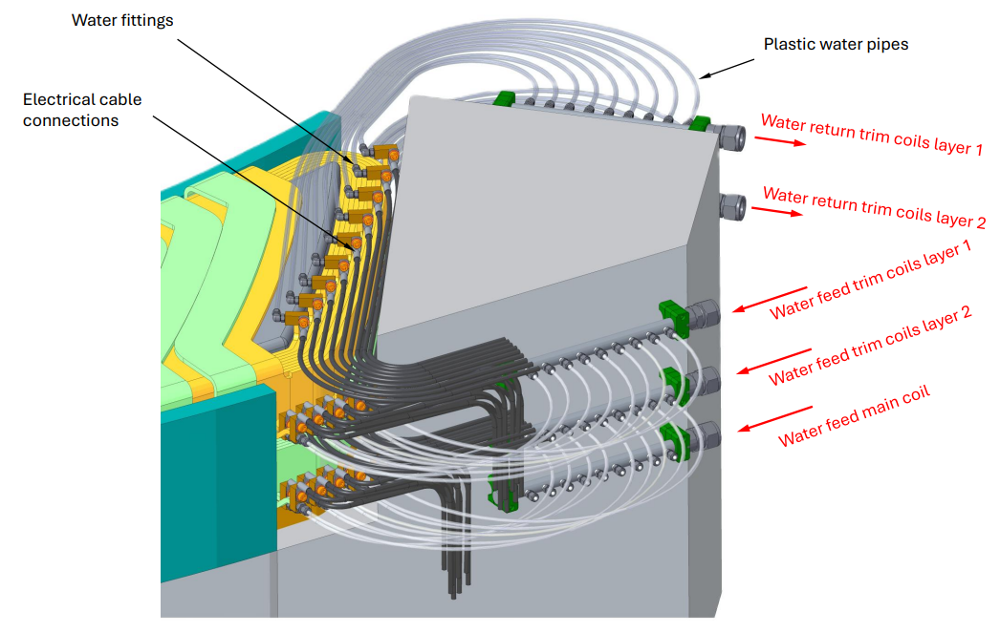 Water fittings
Plastic water pipes
Electrical cable
connections
Water return trim coils layer 1
Water return trim coils layer 2
Water feed trim coils layer 1
Water feed trim coils layer 2
Water feed main coil